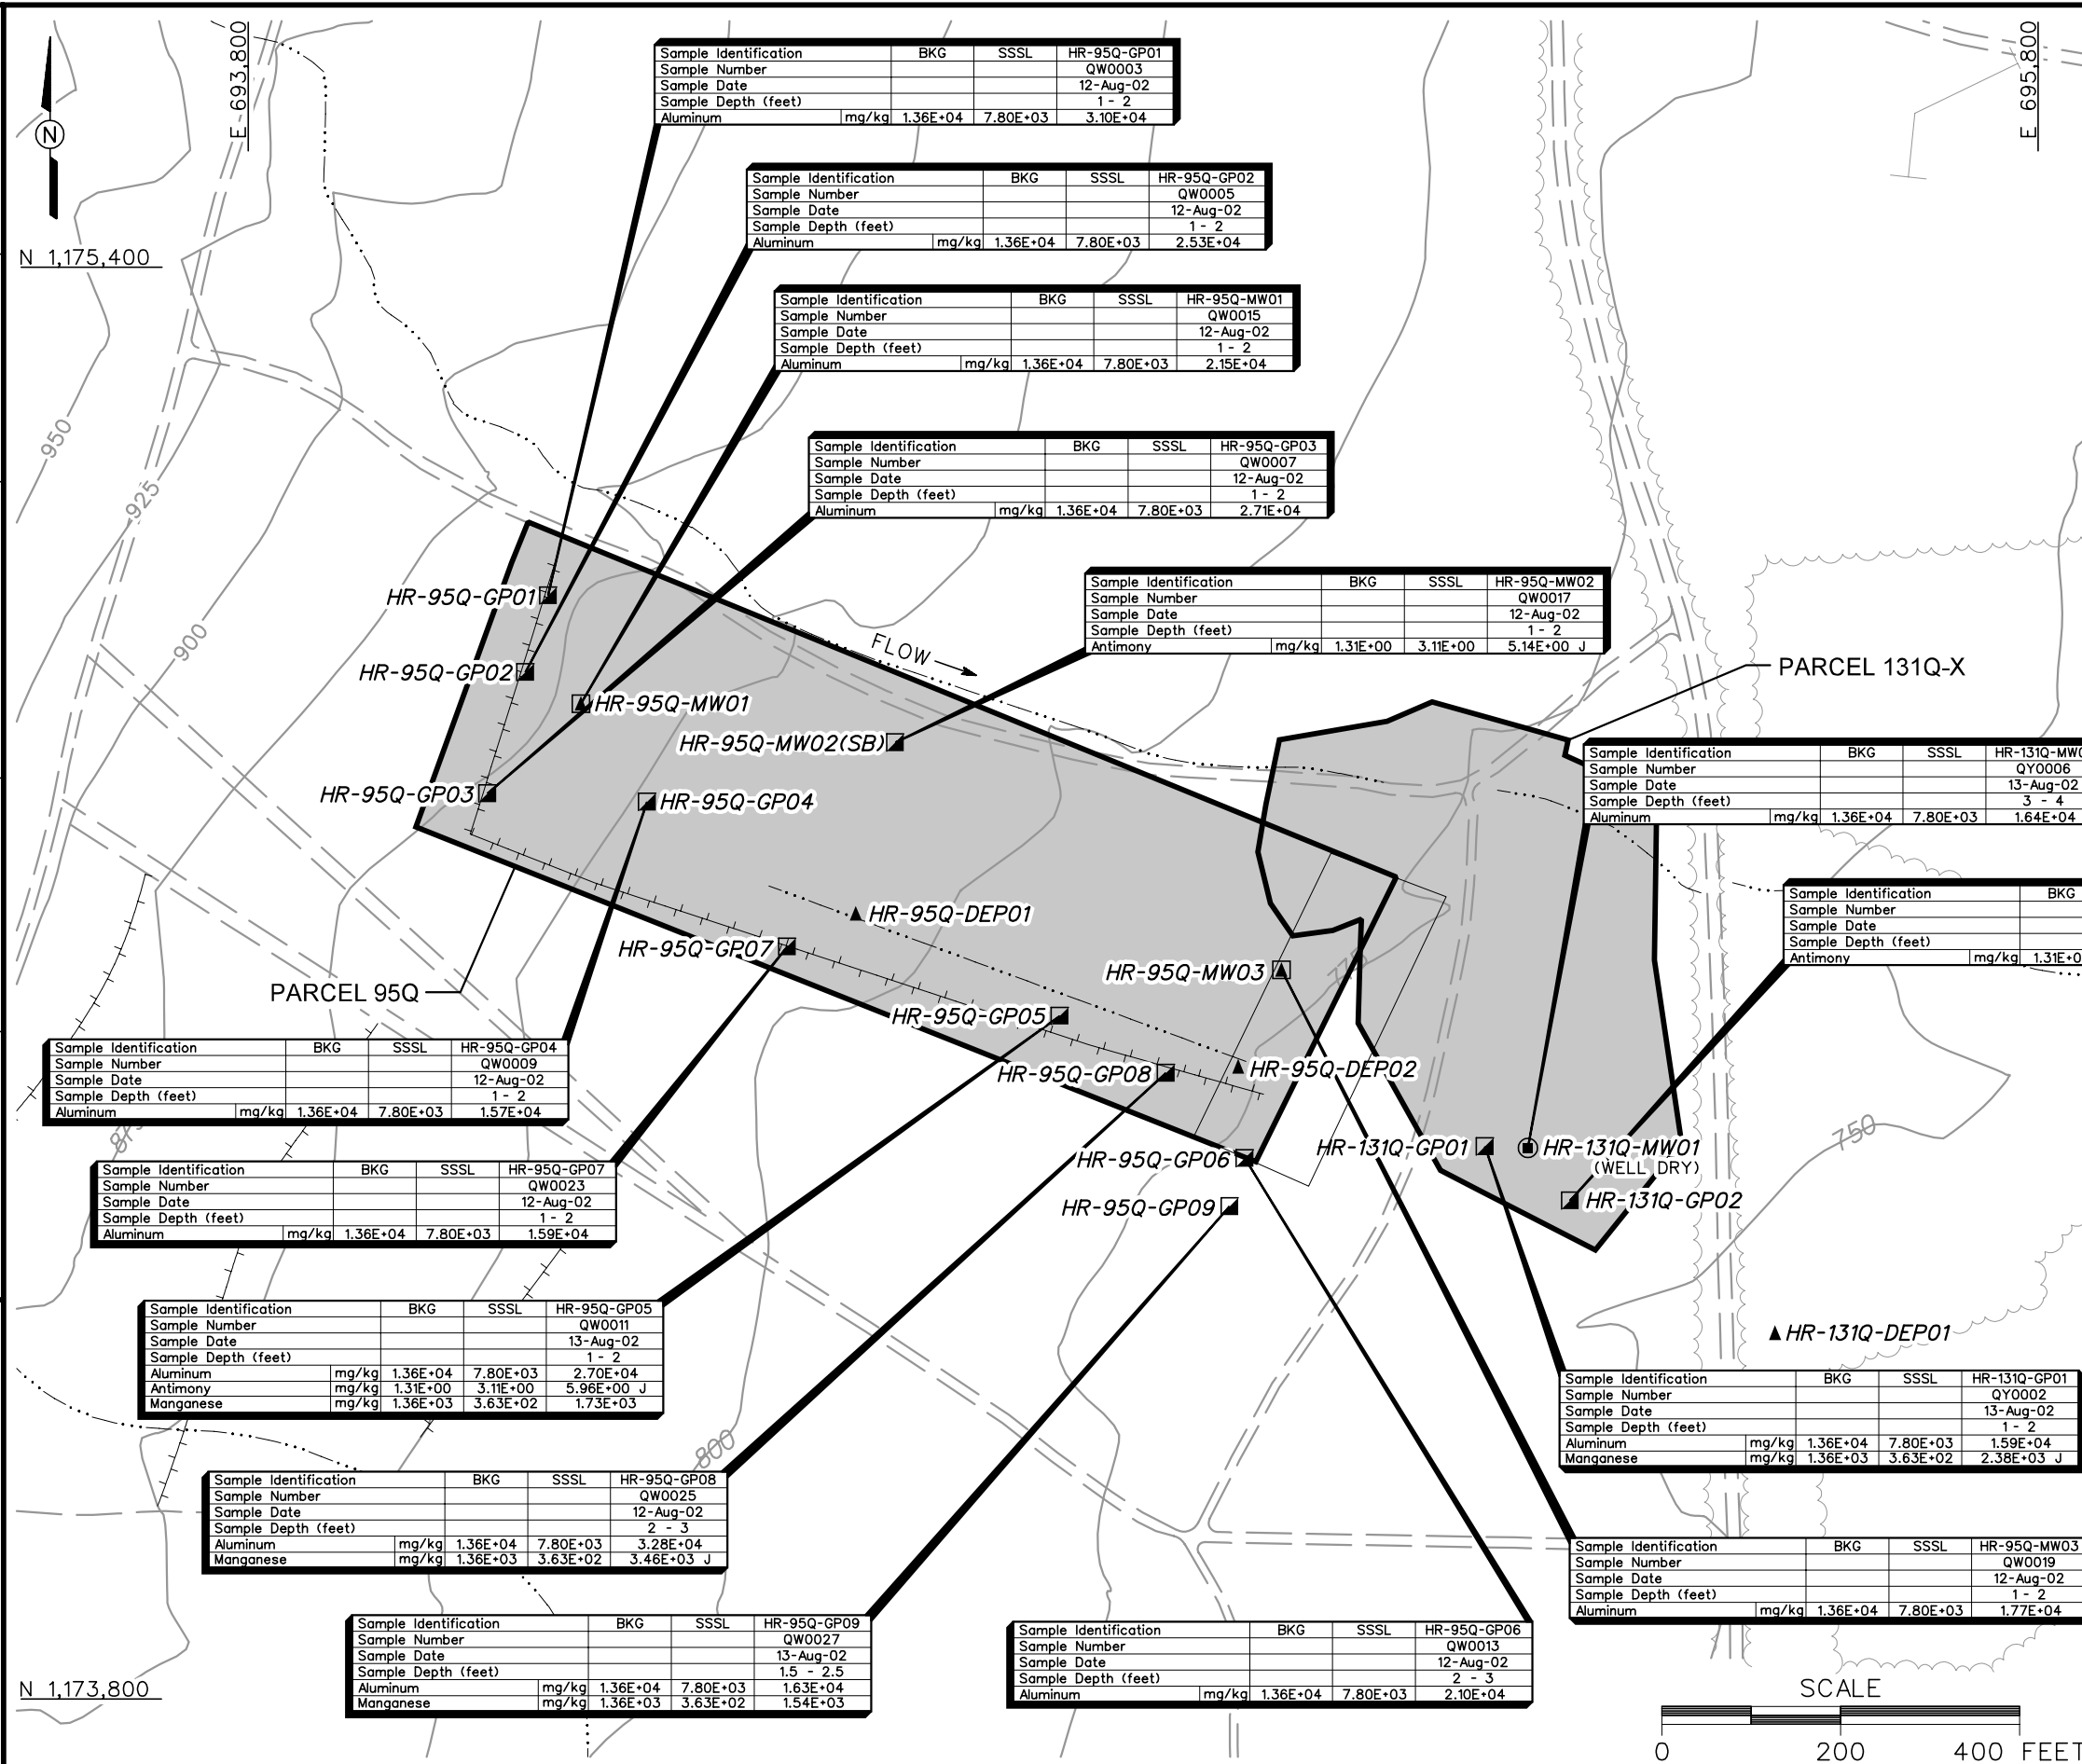 E 693,800
E 695,800
N
N 1,175,400
Sample Identification BKG SSSL HR-95Q-GP01
Sample Number QW0003
Sample Date 12-Aug-02
Sample Depth (feet) 1 - 2
Aluminum mg/kg 1.36E+04 7.80E+03 3.10E+04
Sample Identification BKG SSSL HR-95Q-GP02
Sample Number QW0005
Sample Date 12-Aug-02
Sample Depth (feet) 1 - 2
Aluminum mg/kg 1.36E+04 7.80E+03 2.53E+04
Sample Identification BKG SSSL HR-95Q-MW01
Sample Number QW0015
Sample Date 12-Aug-02
Sample Depth (feet) 1 - 2
Aluminum mg/kg 1.36E+04 7.80E+03 2.15E+04
Sample Identification BKG SSSL HR-95Q-GP03
Sample Number QW0007
Sample Date 12-Aug-02
Sample Depth (feet) 1 - 2
Aluminum mg/kg 1.36E+04 7.80E+03 2.71E+04
Sample Identification BKG SSSL HR-95Q-MW02
Sample Number QW0017
Sample Date 12-Aug-02
Sample Depth (feet) 1 - 2
Antimony mg/kg 1.31E+00 3.11E+00 5.14E+00 J
950
925
900
HR-95Q-GP01
HR-95Q-GP02
HR-95Q-MW01
FLOW
HR-95Q-MW02(SB)
PARCEL 131Q-X
HR-95Q-GP03
HR-95Q-GP04
Sample Identification BKG SSSL HR-131Q-MW
Sample Number QY0006
Sample Date 13-Aug-02
Sample Depth (feet) 3 - 4
Aluminum mg/kg 1.36E+04 7.80E+03 1.64E+04
Sample Identification BKG
Sample Number
Sample Date
Sample Depth (feet)
Antimony mg/kg 1.31E+0
HR-95Q-DEP01
HR-95Q-GP07
HR-95Q-MW03
775
PARCEL 95Q
HR-95Q-GP05
HR-95Q-GP08
HR-95Q-DEP02
HR-95Q-GP06
HR-131Q-GP01
HR-131Q-MW01
(WELL DRY)
HR-131Q-GP02
HR-95Q-GP09
750
HR-131Q-DEP01
Sample Identification BKG SSSL HR-95Q-GP04
Sample Number QW0009
Sample Date 12-Aug-02
Sample Depth (feet) 1 - 2
Aluminum mg/kg 1.36E+04 7.80E+03 1.57E+04
Sample Identification BKG SSSL HR-95Q-GP07
Sample Number QW0023
Sample Date 12-Aug-02
Sample Depth (feet) 1 - 2
Aluminum mg/kg 1.36E+04 7.80E+03 1.59E+04
Sample Identification BKG SSSL HR-95Q-GP05
Sample Number QW0011
Sample Date 13-Aug-02
Sample Depth (feet) 1 - 2
Aluminum mg/kg 1.36E+04 7.80E+03 2.70E+04
Antimony mg/kg 1.31E+00 3.11E+00 5.96E+00 J
Manganese mg/kg 1.36E+03 3.63E+02 1.73E+03
Sample Identification BKG SSSL HR-131Q-GP01
Sample Number QY0002
Sample Date 13-Aug-02
Sample Depth (feet) 1 - 2
Aluminum mg/kg 1.36E+04 7.80E+03 1.59E+04
Manganese mg/kg 1.36E+03 3.63E+02 2.38E+03 J
800
Sample Identification BKG SSSL HR-95Q-GP08
Sample Number QW0025
Sample Date 12-Aug-02
Sample Depth (feet) 2 - 3
Aluminum mg/kg 1.36E+04 7.80E+03 3.28E+04
Manganese mg/kg 1.36E+03 3.63E+02 3.46E+03 J
Sample Identification BKG SSSL HR-95Q-MW03
Sample Number QW0019
Sample Date 12-Aug-02
Sample Depth (feet) 1 - 2
Aluminum mg/kg 1.36E+04 7.80E+03 1.77E+04
Sample Identification BKG SSSL HR-95Q-GP09
Sample Number QW0027
Sample Date 13-Aug-02
Sample Depth (feet) 1.5 - 2.5
Aluminum mg/kg 1.36E+04 7.80E+03 1.63E+04
Manganese mg/kg 1.36E+03 3.63E+02 1.54E+03
Sample Identification BKG SSSL HR-95Q-GP06
Sample Number QW0013
Sample Date 12-Aug-02
Sample Depth (feet) 2 - 3
Aluminum mg/kg 1.36E+04 7.80E+03 2.10E+04
N 1,173,800
SCALE
0 200 400 FEET